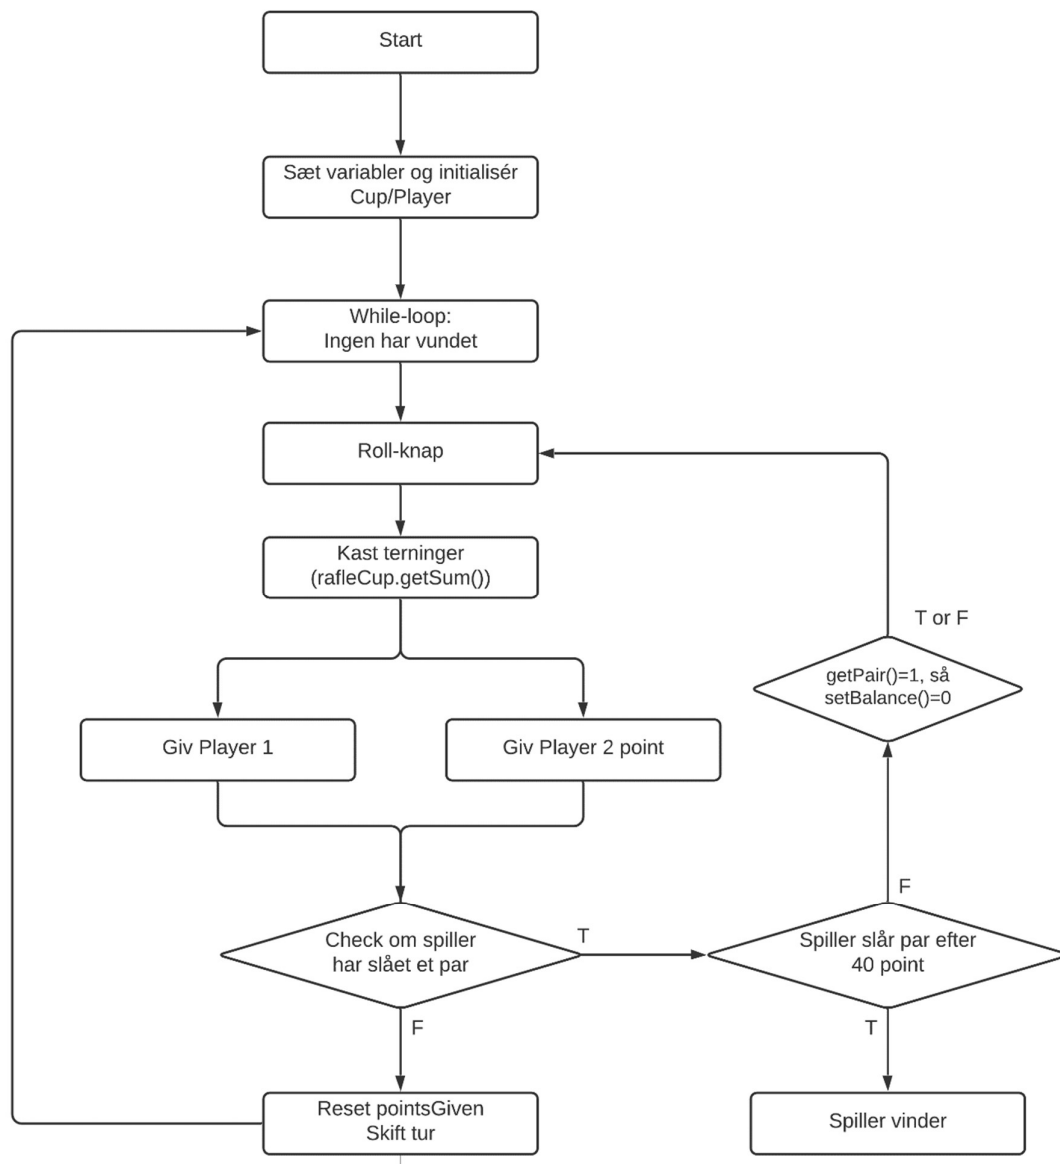 Start
Sæt variabler og initialisér
Cup/Player
While-loop:
Ingen har vundet
Roll-knap
Kast terninger
(rafleCup.getSum())
T or F
getPair()=1, så
setBalance()=0
Giv Player 1
Giv Player 2 point
F
Check om spiller
har slået et par
T
Spiller slår par efter
40 point
F
T
Reset pointsGiven
Skift tur
Spiller vinder